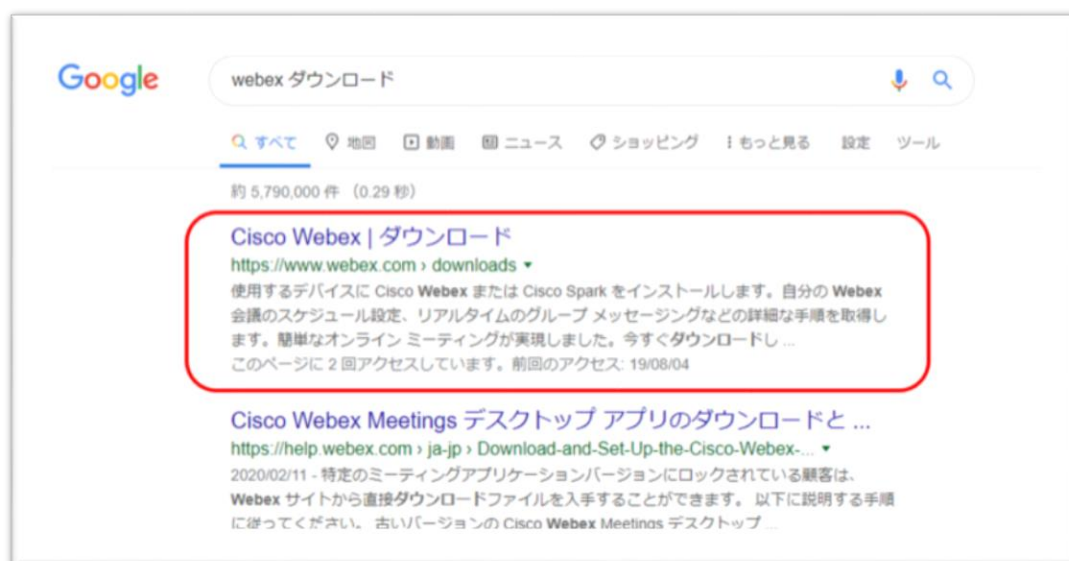 Google
webex ダウンロード
すべて 地図 動画 ニュース ショッピング もっと見る 設定 ツール
約 5,790,000 件 （0.29 秒）
Cisco Webex | ダウンロード
https://www.webex.com › downloads
使用するデバイスに Cisco Webex または Cisco Spark をインストールします。自分の Webex
会議のスケジュール設定、リアルタイムのグループ メッセージングなどの詳細な手順を取得し
ます。簡単なオンライン ミーティングが実現しました。今すぐダウンロードし ...
このページに 2 回アクセスしています。前回のアクセス: 19/08/04
Cisco Webex Meetings デスクトップ アプリのダウンロードと ...
https://help.webex.com › ja-jp › Download-and-Set-Up-the-Cisco-Webex-...
2020/02/11 - 特定のミーティングアプリケーションバージョンにロックされている顧客は、
Webex サイトから直接ダウンロードファイルを入手することができます。 以下に説明する手順
に従ってください。 古いバージョンの Cisco Webex Meetings デスクトップ ...